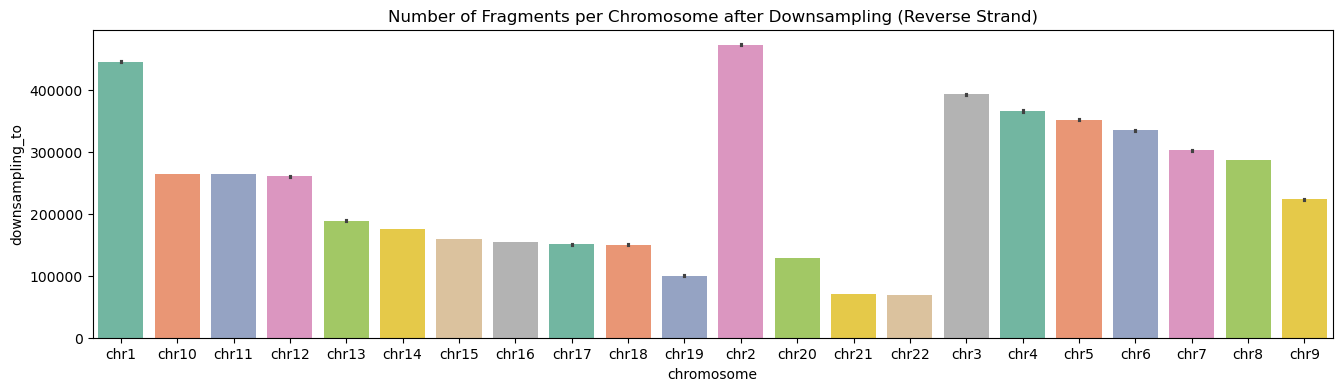 Number of Fragments per Chromosome after Downsampling (Reverse Strand)
downsampling_to
400000
300000
200000
100000
0
chr1 chr10 chr11 chr12 chr13 chr14 chr15 chr16 chr17 chr18 chr19 chr2 chr20 chr21 chr22 chr3 chr4 chr5 chr6 chr7 chr8 chr9
chromosome